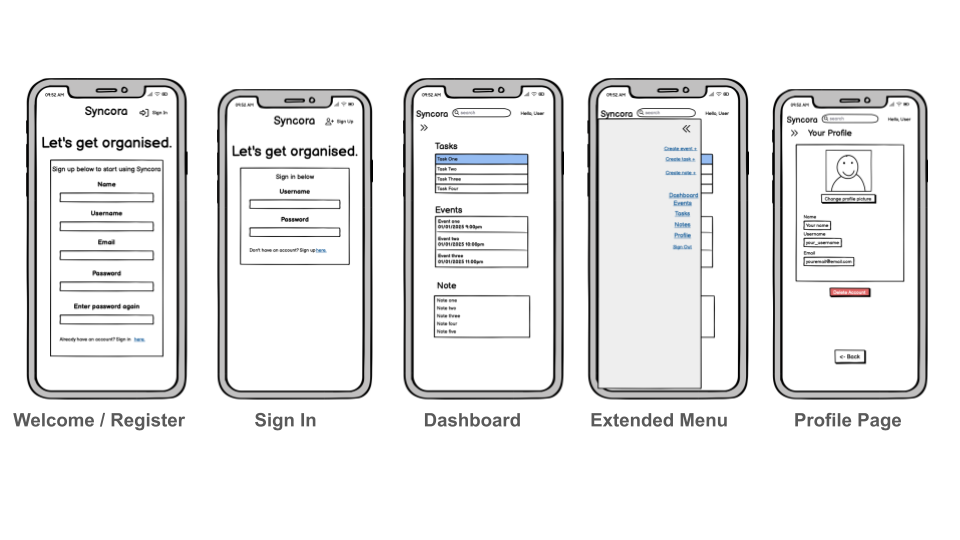 09:52 AM
Syncora
Sign In
Let's get organised.
Sign up below to start using Syncora
Name
Username
Email
Password
Enter password again
Already have an account? Sign in here.
Welcome / Register
09:52 AM
Syncora
Sign Up
Let's get organised.
Sign in below
Username
Password
Don't have an account? Sign up here.
Sign In
09:52 AM
Syncora
search
Hello, User
Tasks
Task One
Task Two
Task Three
Task Four
Events
Event one
01/01/2025 9:00pm
Event two
01/01/2025 10:00pm
Event three
01/01/2025 11:00pm
Note
Note one
Note two
Note three
Note four
Note five
Dashboard
09:52 AM
Syncora
search
Hello, User
Create event +
Create task +
Create note +
Dashboard
Events
Tasks
Notes
Profile
Sign Out
Extended Menu
09:52 AM
Syncora
search
Hello, User
Your Profile
Change profile picture
Name
Your name
Username
your_username
Email
youremail@email.com
Delete Account
<- Back
Profile Page